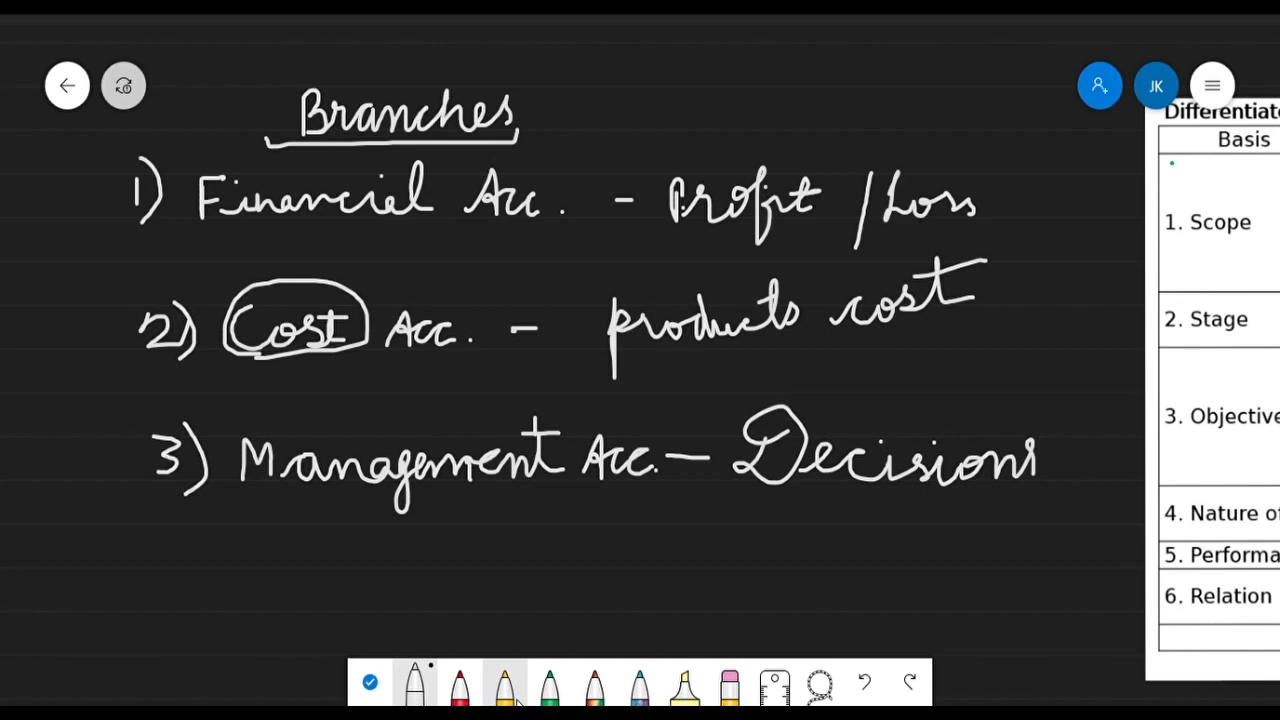 JK
Branches
1) Financial Acc. - Profit / Loss
2) Cost Acc. - products cost
3) Management Acc. - Decisions
Differentiate
Basis
1. Scope
2. Stage
3. Objective
4. Nature of
5. Performa
6. Relation